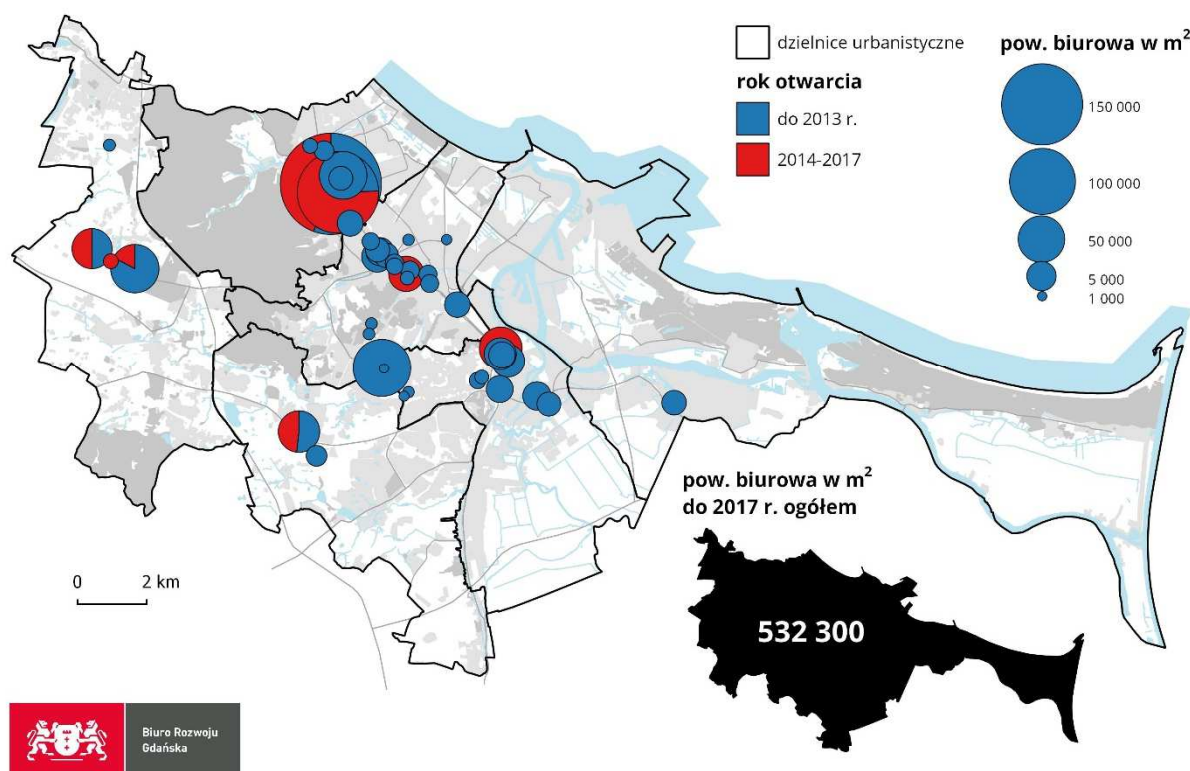 dzielnice urbanistyczne
rok otwarcia
do 2013 r.
2014-2017
pow. biurowa w m²
150 000
100 000
50 000
5 000
1 000
pow. biurowa w m²
do 2017 r. ogółem
532 300
0 2 km
Biuro Rozwoju
Gdańska